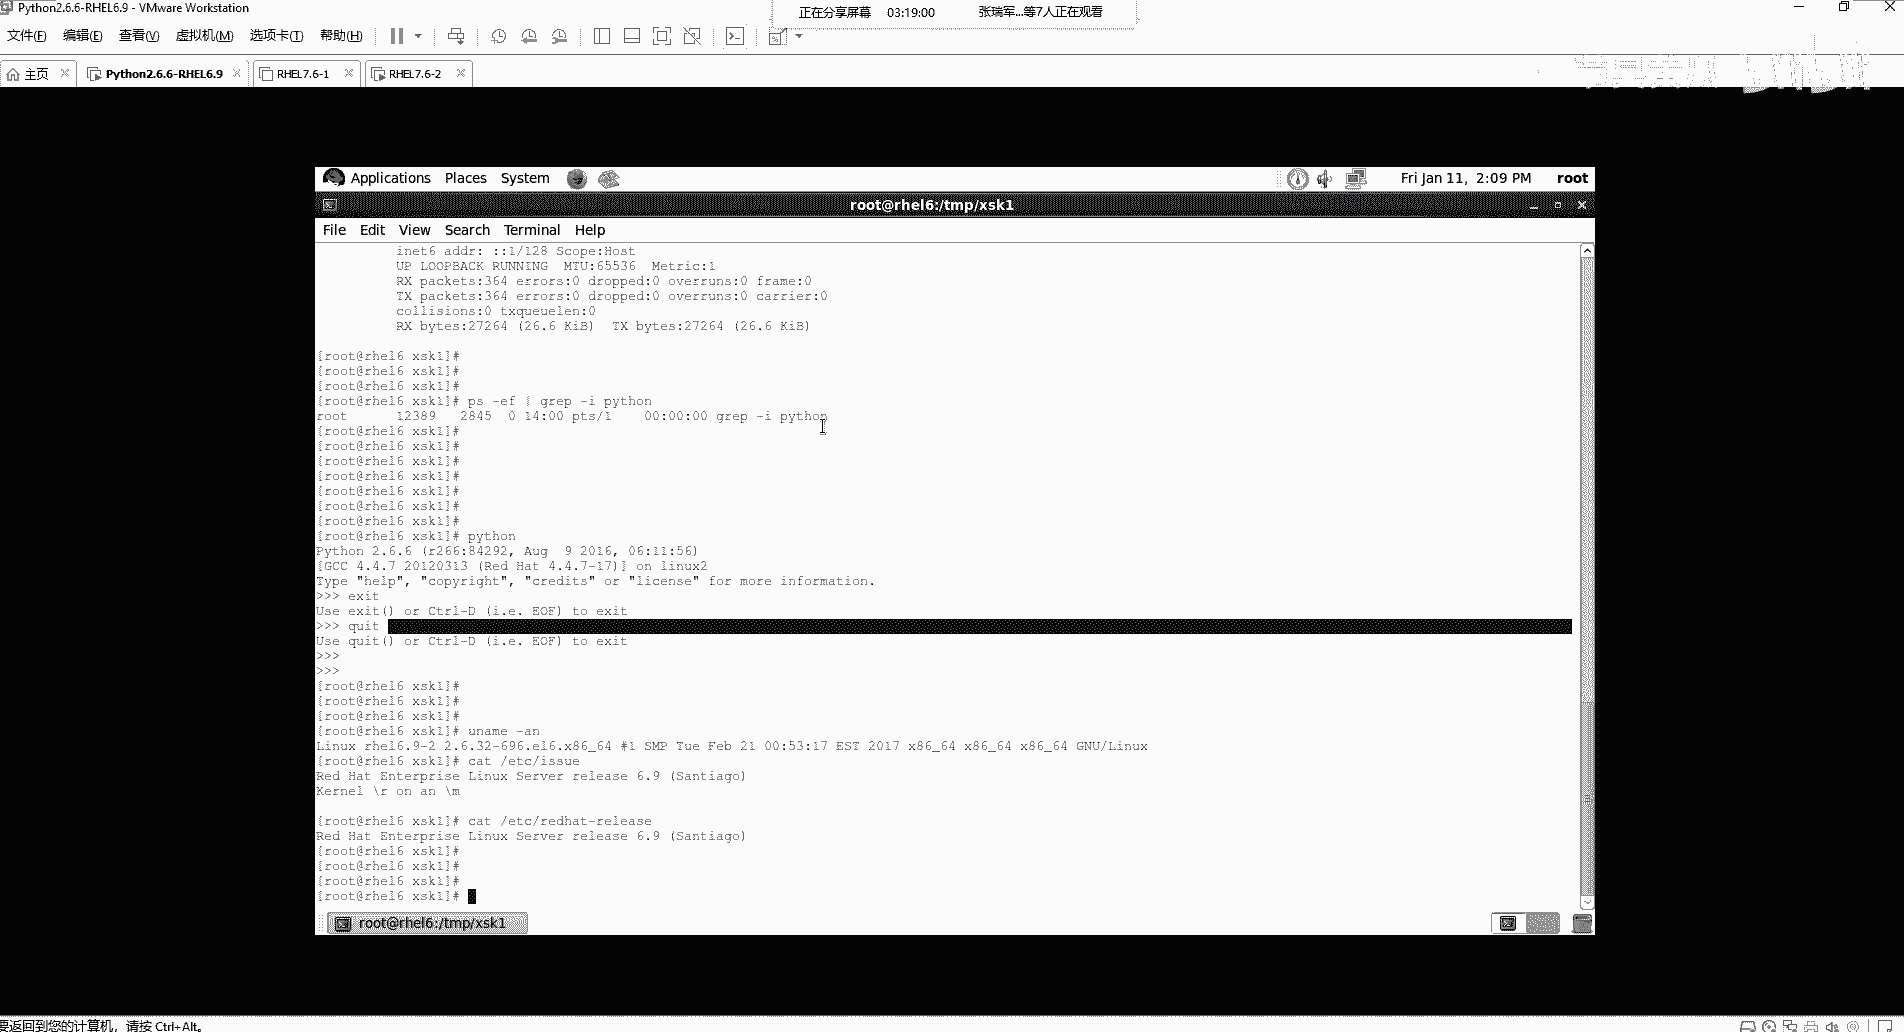 Python2.6.6-RHEL6.9 - VMware Workstation
正在分享屏幕 03:19:00 张瑞军...等7人正在观看
文件(F) 编辑(E) 查看(V) 虚拟机(M) 选项卡(T) 帮助(H)
主页 Python2.6.6-RHEL6.9 RHEL7.6-1 RHEL7.6-2
Applications Places System Fri Jan 11, 2:09 PM root
root@rhel6:/tmp/xsk1
File Edit View Search Terminal Help
inet6 addr: ::1/128 Scope:Host
UP LOOPBACK RUNNING  MTU:65536  Metric:1
RX packets:364 errors:0 dropped:0 overruns:0 frame:0
TX packets:364 errors:0 dropped:0 overruns:0 carrier:0
collisions:0 txqueuelen:0
RX bytes:27264 (26.6 KiB)  TX bytes:27264 (26.6 KiB)
[root@rhel6 xsk1]#
[root@rhel6 xsk1]#
[root@rhel6 xsk1]#
[root@rhel6 xsk1]# ps -ef | grep -i python
root      12389   2845  0 14:00 pts/1    00:00:00 grep -i python
[root@rhel6 xsk1]#
[root@rhel6 xsk1]#
[root@rhel6 xsk1]#
[root@rhel6 xsk1]#
[root@rhel6 xsk1]#
[root@rhel6 xsk1]#
[root@rhel6 xsk1]#
[root@rhel6 xsk1]# python
Python 2.6.6 (r266:84292, Aug  9 2016, 06:11:56)
[GCC 4.4.7 20120313 (Red Hat 4.4.7-17)] on linux2
Type "help", "copyright", "credits" or "license" for more information.
>>> exit
Use exit() or Ctrl-D (i.e. EOF) to exit
>>> quit
Use quit() or Ctrl-D (i.e. EOF) to exit
>>>
>>>
[root@rhel6 xsk1]#
[root@rhel6 xsk1]#
[root@rhel6 xsk1]#
[root@rhel6 xsk1]# uname -an
Linux rhel6.9-2 2.6.32-696.el6.x86_64 #1 SMP Tue Feb 21 00:53:17 EST 2017 x86_64 x86_64 x86_64 GNU/Linux
[root@rhel6 xsk1]# cat /etc/issue
Red Hat Enterprise Linux Server release 6.9 (Santiago)
Kernel \r on an \m
[root@rhel6 xsk1]# cat /etc/redhat-release
Red Hat Enterprise Linux Server release 6.9 (Santiago)
[root@rhel6 xsk1]#
[root@rhel6 xsk1]#
[root@rhel6 xsk1]#
[root@rhel6 xsk1]#
root@rhel6:/tmp/xsk1
要返回到您的计算机，请按 Ctrl+Alt。